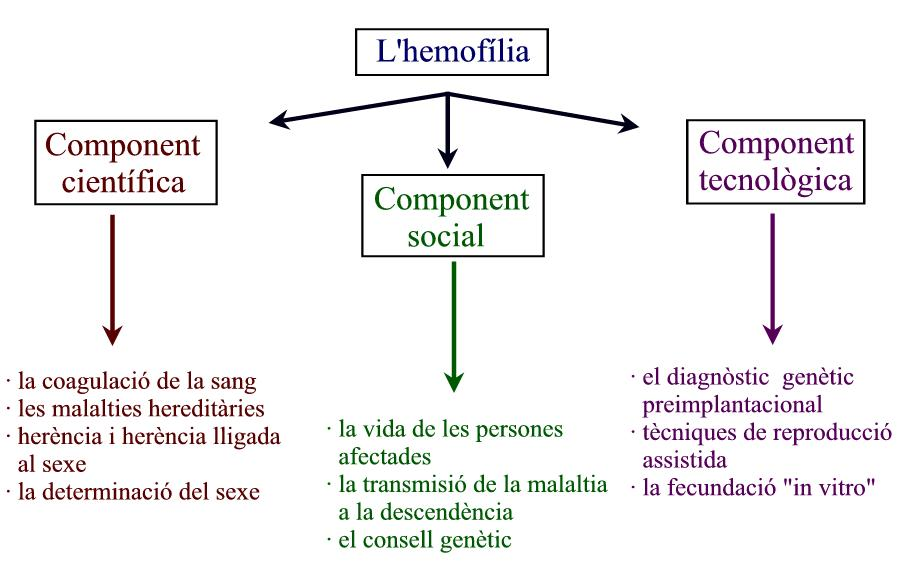 L'hemofília
Component
científica
Component
social
Component
tecnològica
· la coagulació de la sang
· les malalties hereditàries
· herència i herència lligada
al sexe
· la determinació del sexe
· la vida de les persones
afectades
· la transmisió de la malaltia
a la descendència
· el consell genètic
· el diagnòstic genètic
preimplantacional
· tècniques de reproducció
assistida
· la fecundació "in vitro"